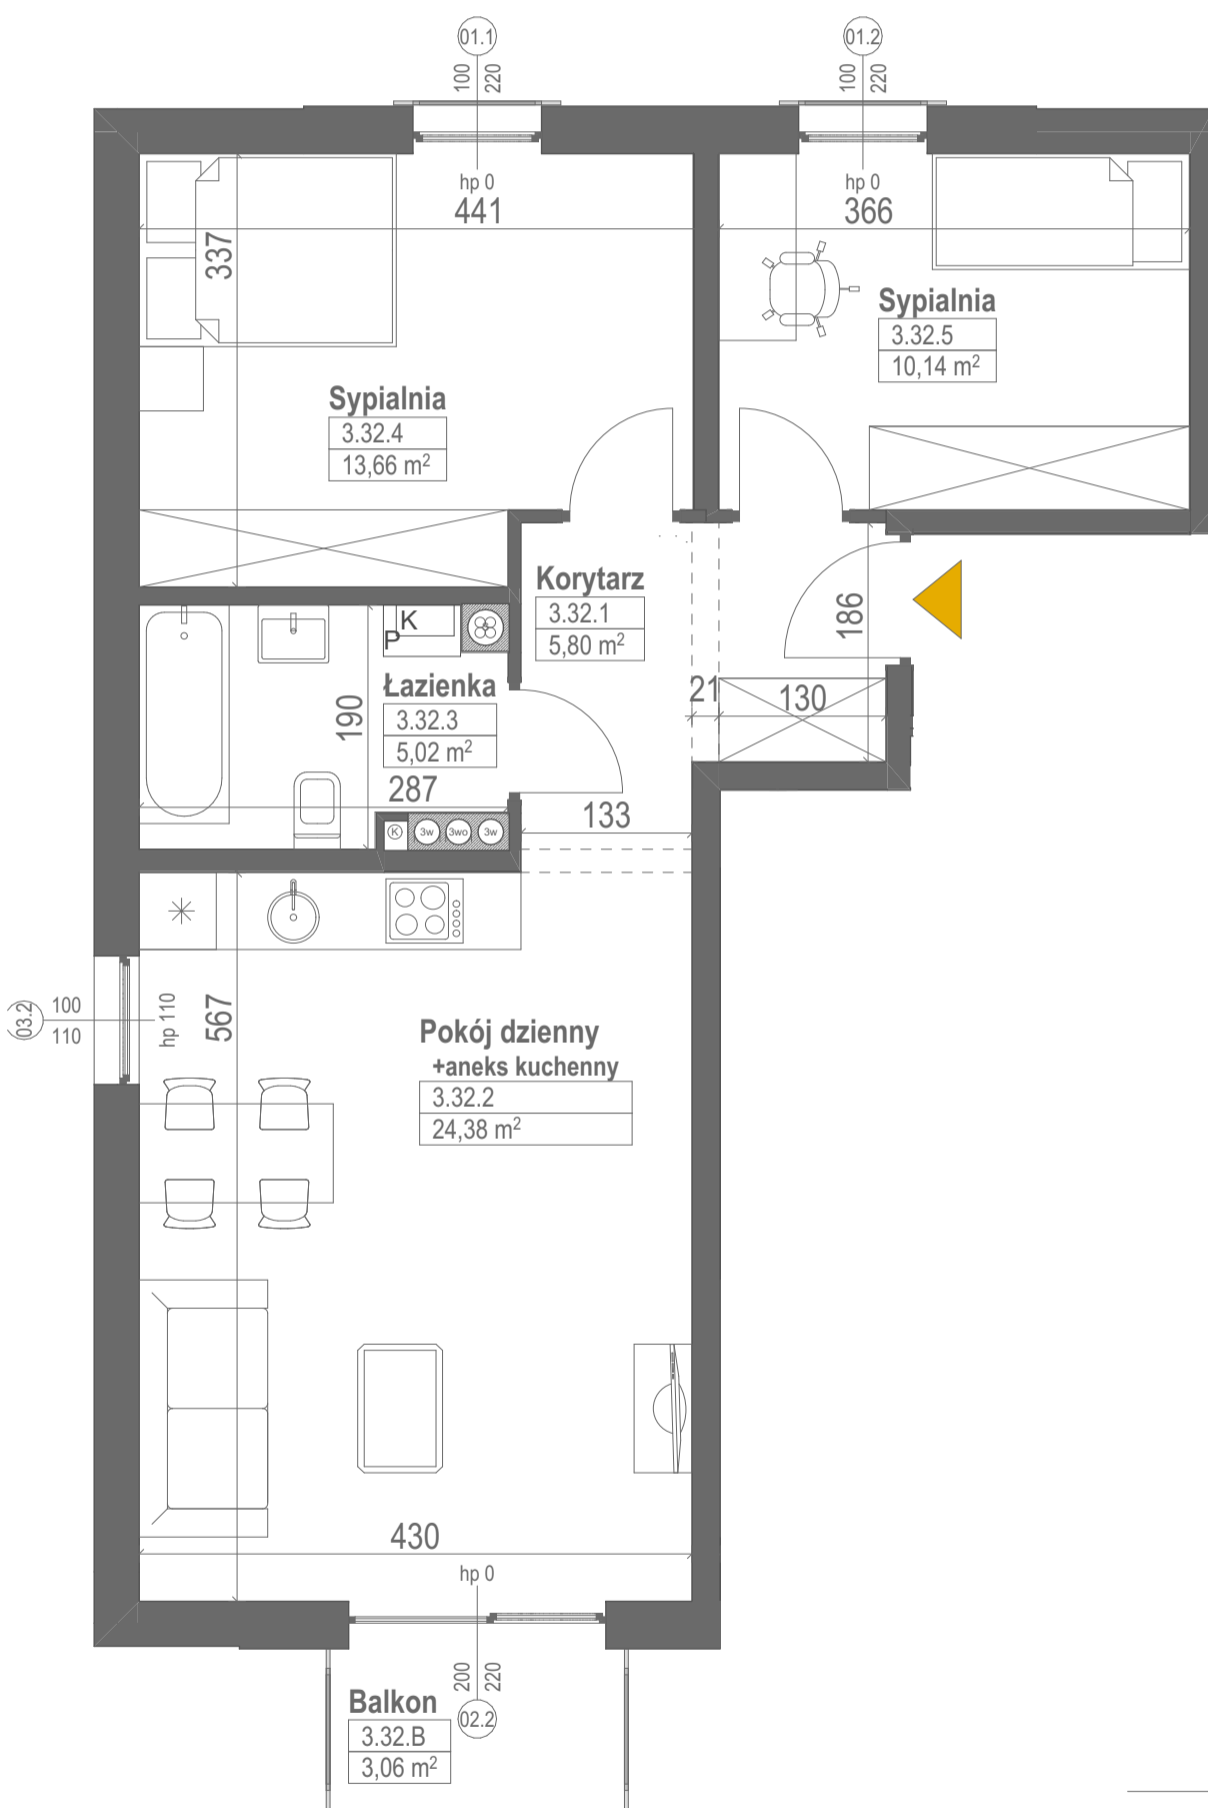 01.1
01.2
100
220
100
220
hp 0
441
hp 0
366
337
Sypialnia
3.32.5
10,14 m²
Sypialnia
3.32.4
13,66 m²
Korytarz
3.32.1
5,80 m²
186
K
P
Łazienka
3.32.3
5,02 m²
190
287
21
130
133
K
3w
3wo
3w
03.2
100
110
hp 110
567
Pokój dzienny
+aneks kuchenny
3.32.2
24,38 m²
430
hp 0
200
220
02.2
Balkon
3.32.B
3,06 m²